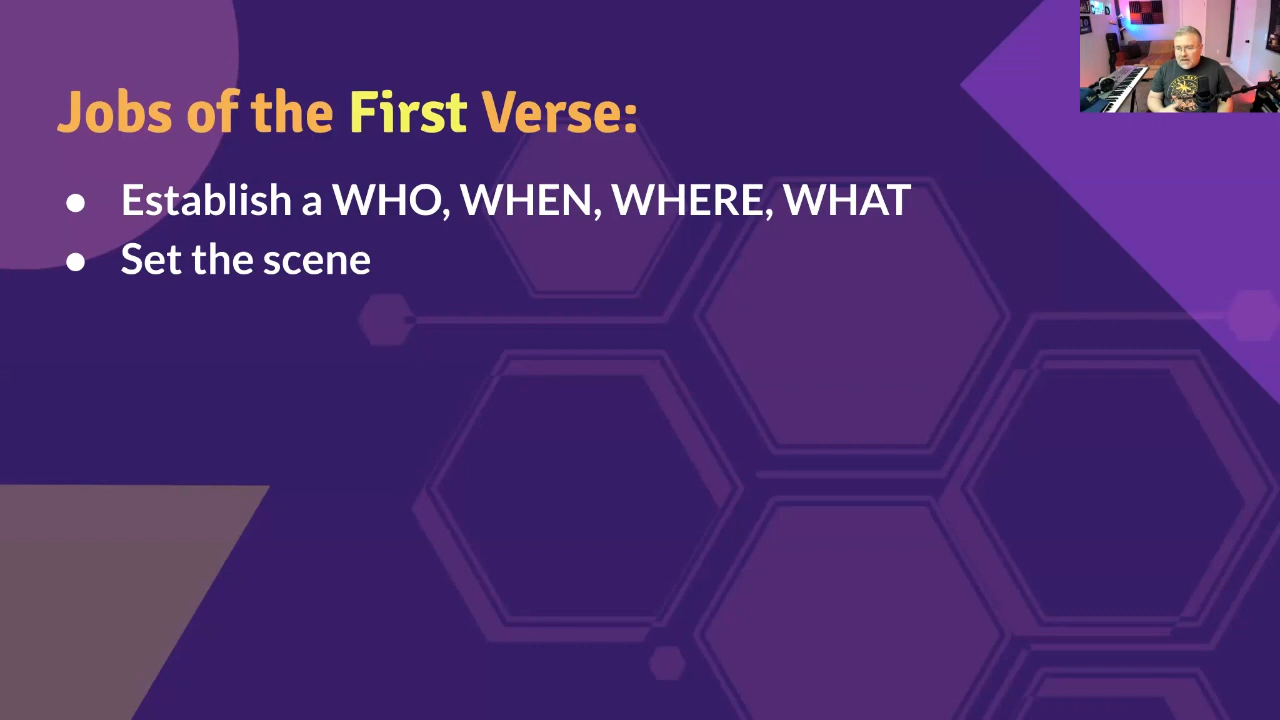 Jobs of the First Verse:
● Establish a WHO, WHEN, WHERE, WHAT
● Set the scene